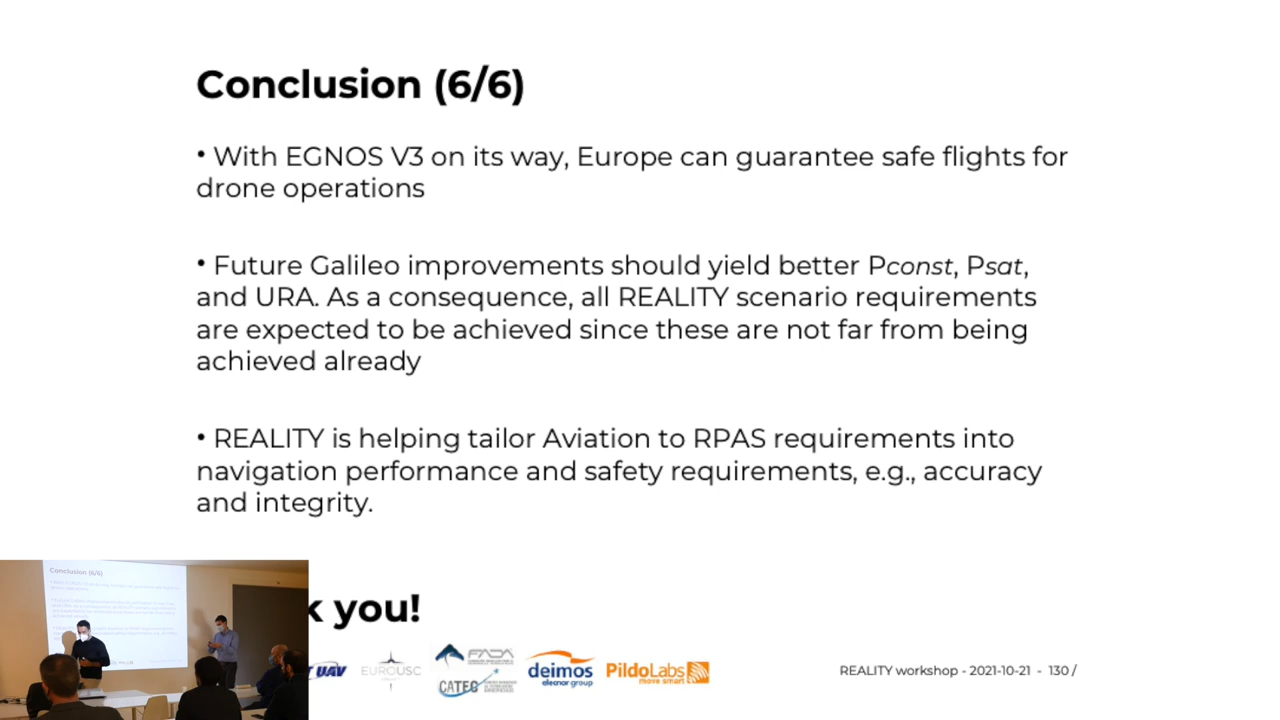 Conclusion (6/6)
• With EGNOS V3 on its way, Europe can guarantee safe flights for
drone operations
• Future Galileo improvements should yield better Pconst, Psat,
and URA. As a consequence, all REALITY scenario requirements
are expected to be achieved since these are not far from being
achieved already
• REALITY is helping tailor Aviation to RPAS requirements into
navigation performance and safety requirements, e.g., accuracy
and integrity.
Conclusion (6/6)
k you!
UAV
EUROUSC
FADA
CATEC
deimos
elecnor group
PildoLabs
move smart
REALITY workshop - 2021-10-21 - 130 /